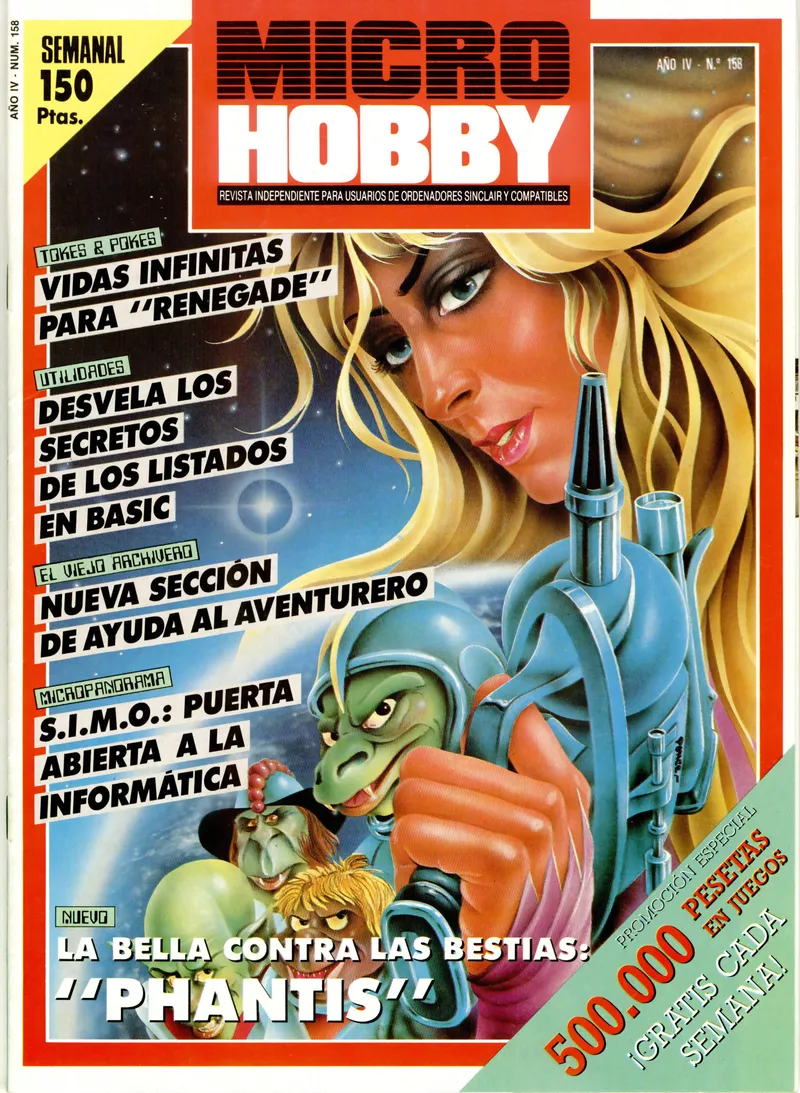 AÑO IV - NUM. 158
SEMANAL
150
Ptas.
MICRO
HOBBY
REVISTA INDEPENDIENTE PARA USUARIOS DE ORDENADORES SINCLAIR Y COMPATIBLES
AÑO IV - N.º 158
TOKES & POKES
VIDAS INFINITAS
PARA "RENEGADE"
UTILIDADES
DESVELA LOS
SECRETOS
DE LOS LISTADOS
EN BASIC
EL VIEJO ARCHIVERO
NUEVA SECCIÓN
DE AYUDA AL AVENTURERO
MICROPANORAMA
S.I.M.O.: PUERTA
ABIERTA A LA
INFORMÁTICA
NUEVO
LA BELLA CONTRA LAS BESTIAS:
"PHANTIS"
PROMOCIÓN ESPECIAL
500.000 PESETAS
EN JUEGOS
¡GRATIS CADA
SEMANA!